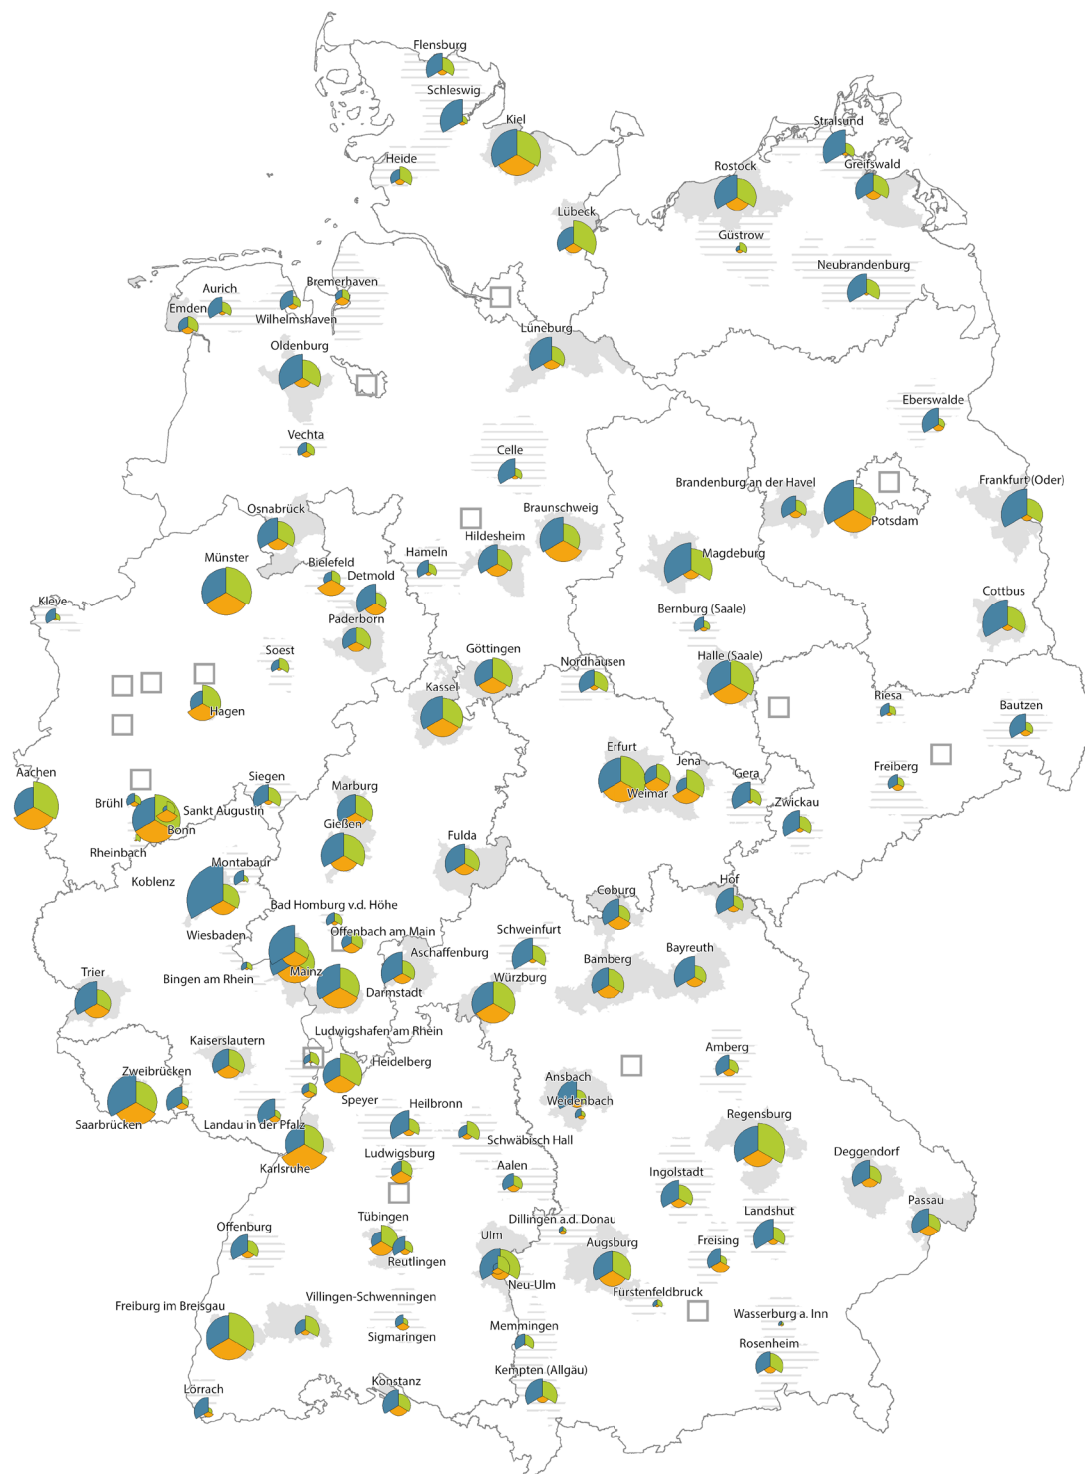 Flensburg
Schleswig
Kiel
Stralsund
Heide
Rostock
Greifswald
Lübeck
Güstrow
Neubrandenburg
Bremerhaven
Aurich
Emden
Wilhelmshaven
Lüneburg
Oldenburg
Eberswalde
Vechta
Celle
Brandenburg an der Havel
Frankfurt (Oder)
Potsdam
Osnabrück
Braunschweig
Hildesheim
Hameln
Magdeburg
Münster
Bielefeld
Detmold
Kleve
Cottbus
Bernburg (Saale)
Paderborn
Soest
Göttingen
Nordhausen
Halle (Saale)
Kassel
Hagen
Riesa
Bautzen
Erfurt
Jena
Weimar
Gera
Freiberg
Aachen
Siegen
Marburg
Brühl
Sankt Augustin
Bonn
Zwickau
Gießen
Fulda
Rheinbach
Montabaur
Koblenz
Hof
Coburg
Bad Homburg v.d. Höhe
Offenbach am Main
Wiesbaden
Schweinfurt
Aschaffenburg
Bayreuth
Bamberg
Trier
Bingen am Rhein
Mainz
Würzburg
Darmstadt
Ludwigshafen am Rhein
Kaiserslautern
Heidelberg
Amberg
Zweibrücken
Ansbach
Speyer
Weidenbach
Heilbronn
Regensburg
Saarbrücken
Landau in der Pfalz
Schwäbisch Hall
Karlsruhe
Ludwigsburg
Aalen
Deggendorf
Ingolstadt
Passau
Landshut
Tübingen
Dillingen a.d. Donau
Offenburg
Ulm
Augsburg
Freising
Reutlingen
Neu-Ulm
Fürstenfeldbruck
Villingen-Schwenningen
Freiburg im Breisgau
Wasserburg a. Inn
Memmingen
Sigmaringen
Rosenheim
Kempten (Allgäu)
Konstanz
Lörrach